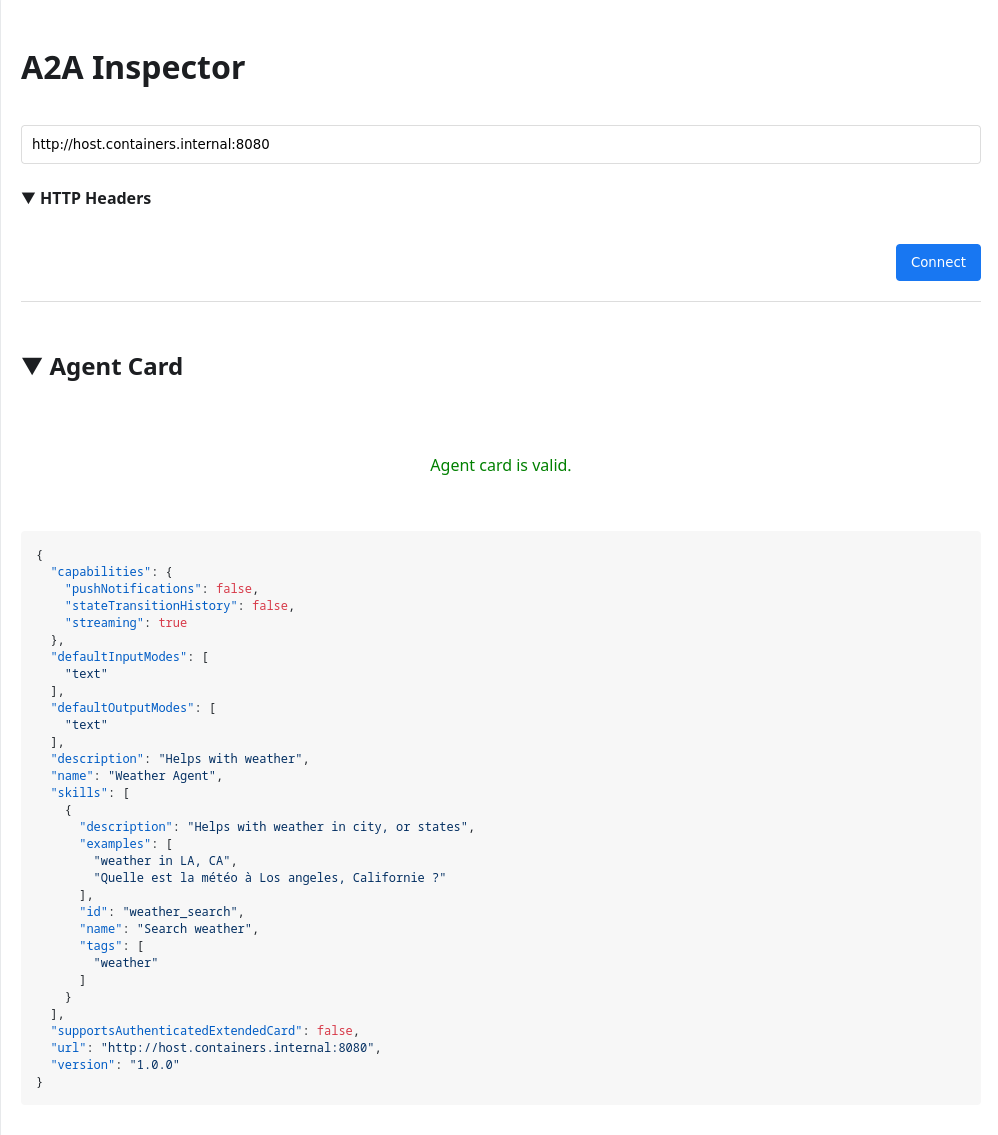 A2A Inspector
http://host.containers.internal:8080
▼ HTTP Headers
Connect
▼ Agent Card
Agent card is valid.
{
  "capabilities": {
    "pushNotifications": false,
    "stateTransitionHistory": false,
    "streaming": true
  },
  "defaultInputModes": [
    "text"
  ],
  "defaultOutputModes": [
    "text"
  ],
  "description": "Helps with weather",
  "name": "Weather Agent",
  "skills": [
    {
      "description": "Helps with weather in city, or states",
      "examples": [
        "weather in LA, CA",
        "Quelle est la météo à Los angeles, Californie ?"
      ],
      "id": "weather_search",
      "name": "Search weather",
      "tags": [
        "weather"
      ]
    }
  ],
  "supportsAuthenticatedExtendedCard": false,
  "url": "http://host.containers.internal:8080",
  "version": "1.0.0"
}